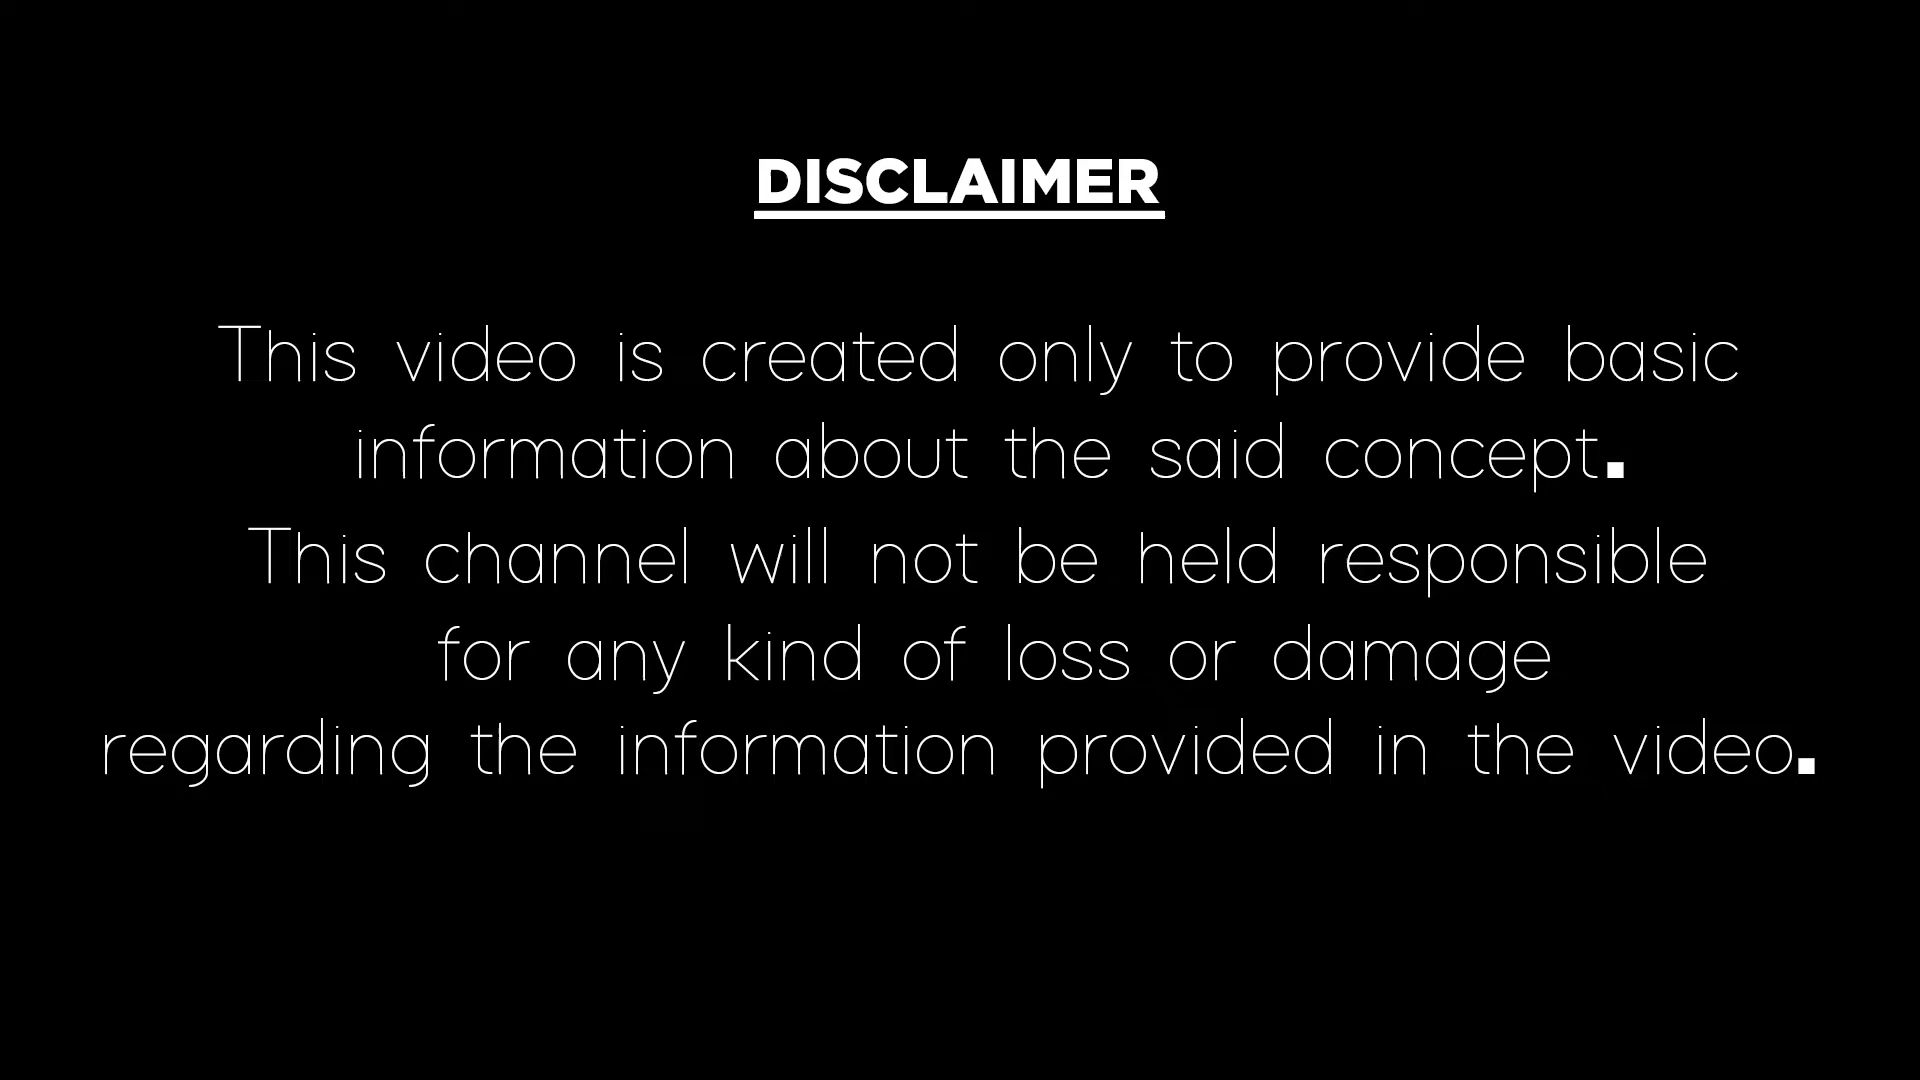 DISCLAIMER
This video is created only to provide basic
information about the said concept.
This channel will not be held responsible
for any kind of loss or damage
regarding the information provided in the video.